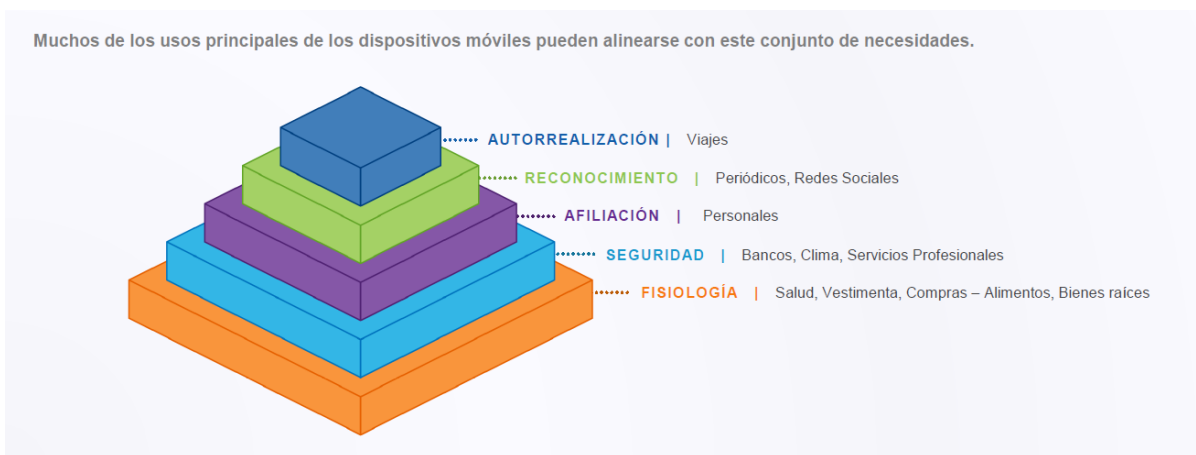 Muchos de los usos principales de los dispositivos móviles pueden alinearse con este conjunto de necesidades.
AUTORREALIZACIÓN | Viajes
RECONOCIMIENTO | Periódicos, Redes Sociales
AFILIACIÓN | Personales
SEGURIDAD | Bancos, Clima, Servicios Profesionales
FISIOLOGÍA | Salud, Vestimenta, Compras – Alimentos, Bienes raíces